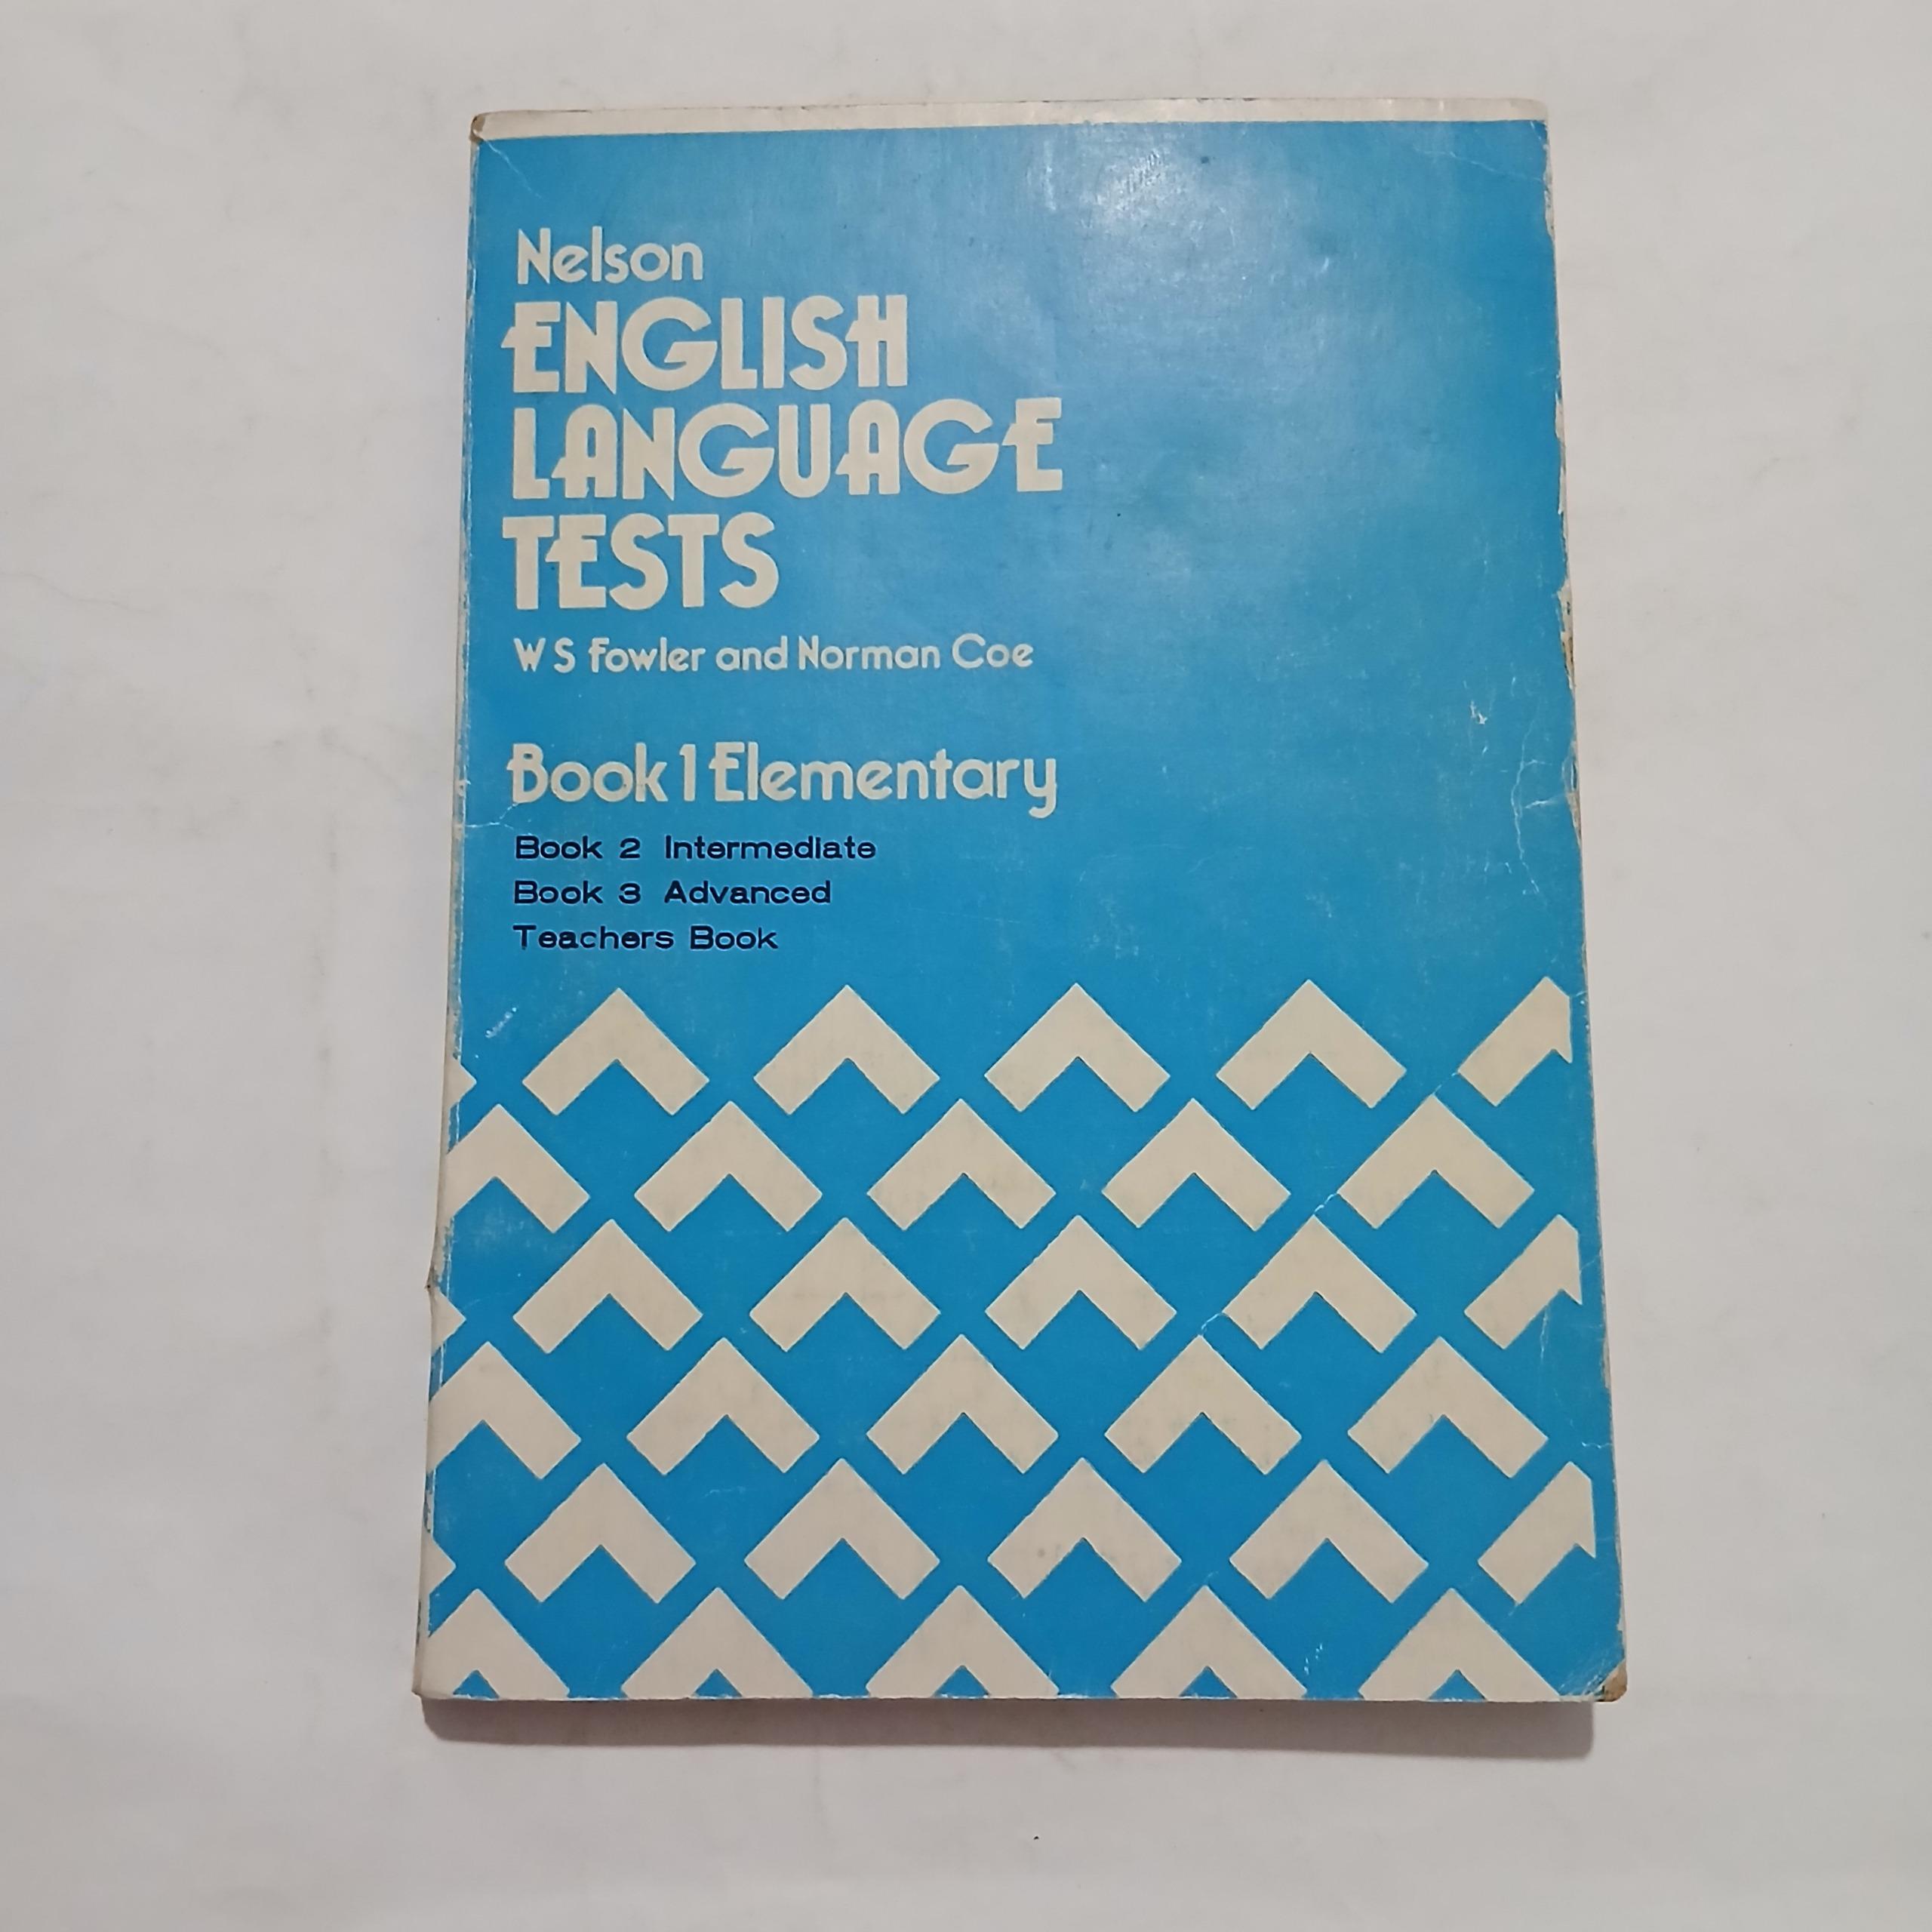 Nelson
ENGLISH
LANGUAGE
TESTS
W S Fowler and Norman Coe
Book 1 Elementary
Book 2 Intermediate
Book 3 Advanced
Teachers Book